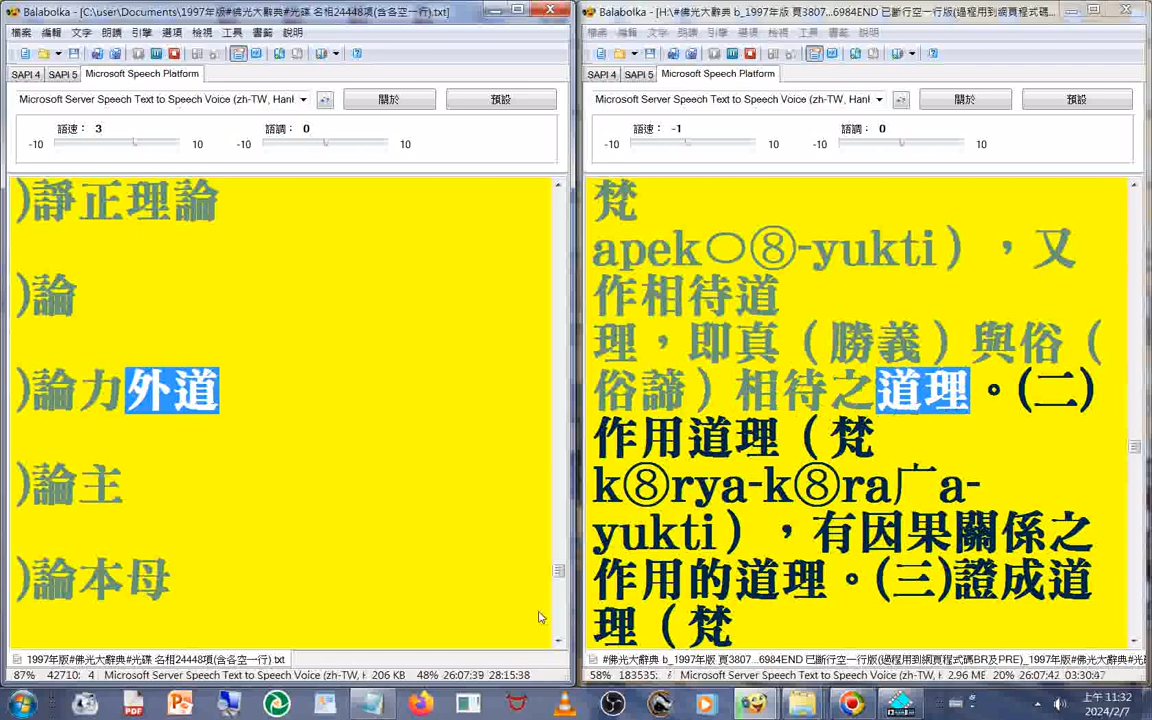 Balabolka - [C:\user\Documents\1997年版#佛光大辭典#光碟 名相24448項(含各空一行).txt]
檔案 編輯 文字 朗讀 引擎 選項 檢視 工具 書籤 說明
SAPI 4 SAPI 5 Microsoft Speech Platform
Microsoft Server Speech Text to Speech Voice (zh-TW, Hanl
關於 預設
語速： 3 語調： 0
-10 10 -10 10
)諍正理論
)論
)論力外道
)論主
)論本母
1997年版#佛光大辭典#光碟 名相24448項(含各空一行).txt
87% 42710: 4 Microsoft Server Speech Text to Speech Voice (zh-TW, 206 KB 48% 26:07:39 28:15:38
Balabolka - [H:\#佛光大辭典 b_1997年版 頁3807...6984END 已斷行空一行版(過程用到網頁程式碼...
檔案 編輯 文字 朗讀 引擎 選項 檢視 工具 書籤 說明
SAPI 4 SAPI 5 Microsoft Speech Platform
Microsoft Server Speech Text to Speech Voice (zh-TW, Hanl
關於 預設
語速： -1 語調： 0
-10 10 -10 10
梵
apek○⑧-yukti），又
作相待道
理，即真（勝義）與俗（
俗諦）相待之道理。(二)
作用道理（梵
k⑧rya-k⑧ra广a-
yukti），有因果關係之
作用的道理。(三)證成道
理（梵
#佛光大辭典 b_1997年版 頁3807...6984END 已斷行空一行版(過程用到網頁程式碼BR及PRE)_1997年版#佛光
58% 183535: Microsoft Server Speech Text to Speech Voice (zh-TW, 2.96 ME 20% 26:07:42 03:30:47
PDF
上午 11:32
2024/2/7